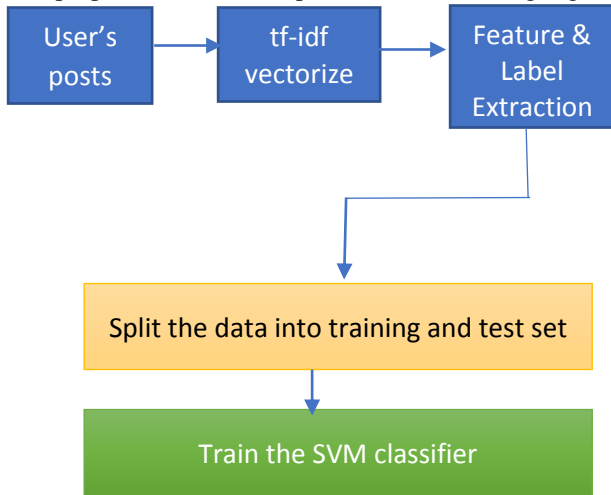 User's
posts
tf-idf
vectorize
Feature &
Label
Extraction
Split the data into training and test set
Train the SVM classifier